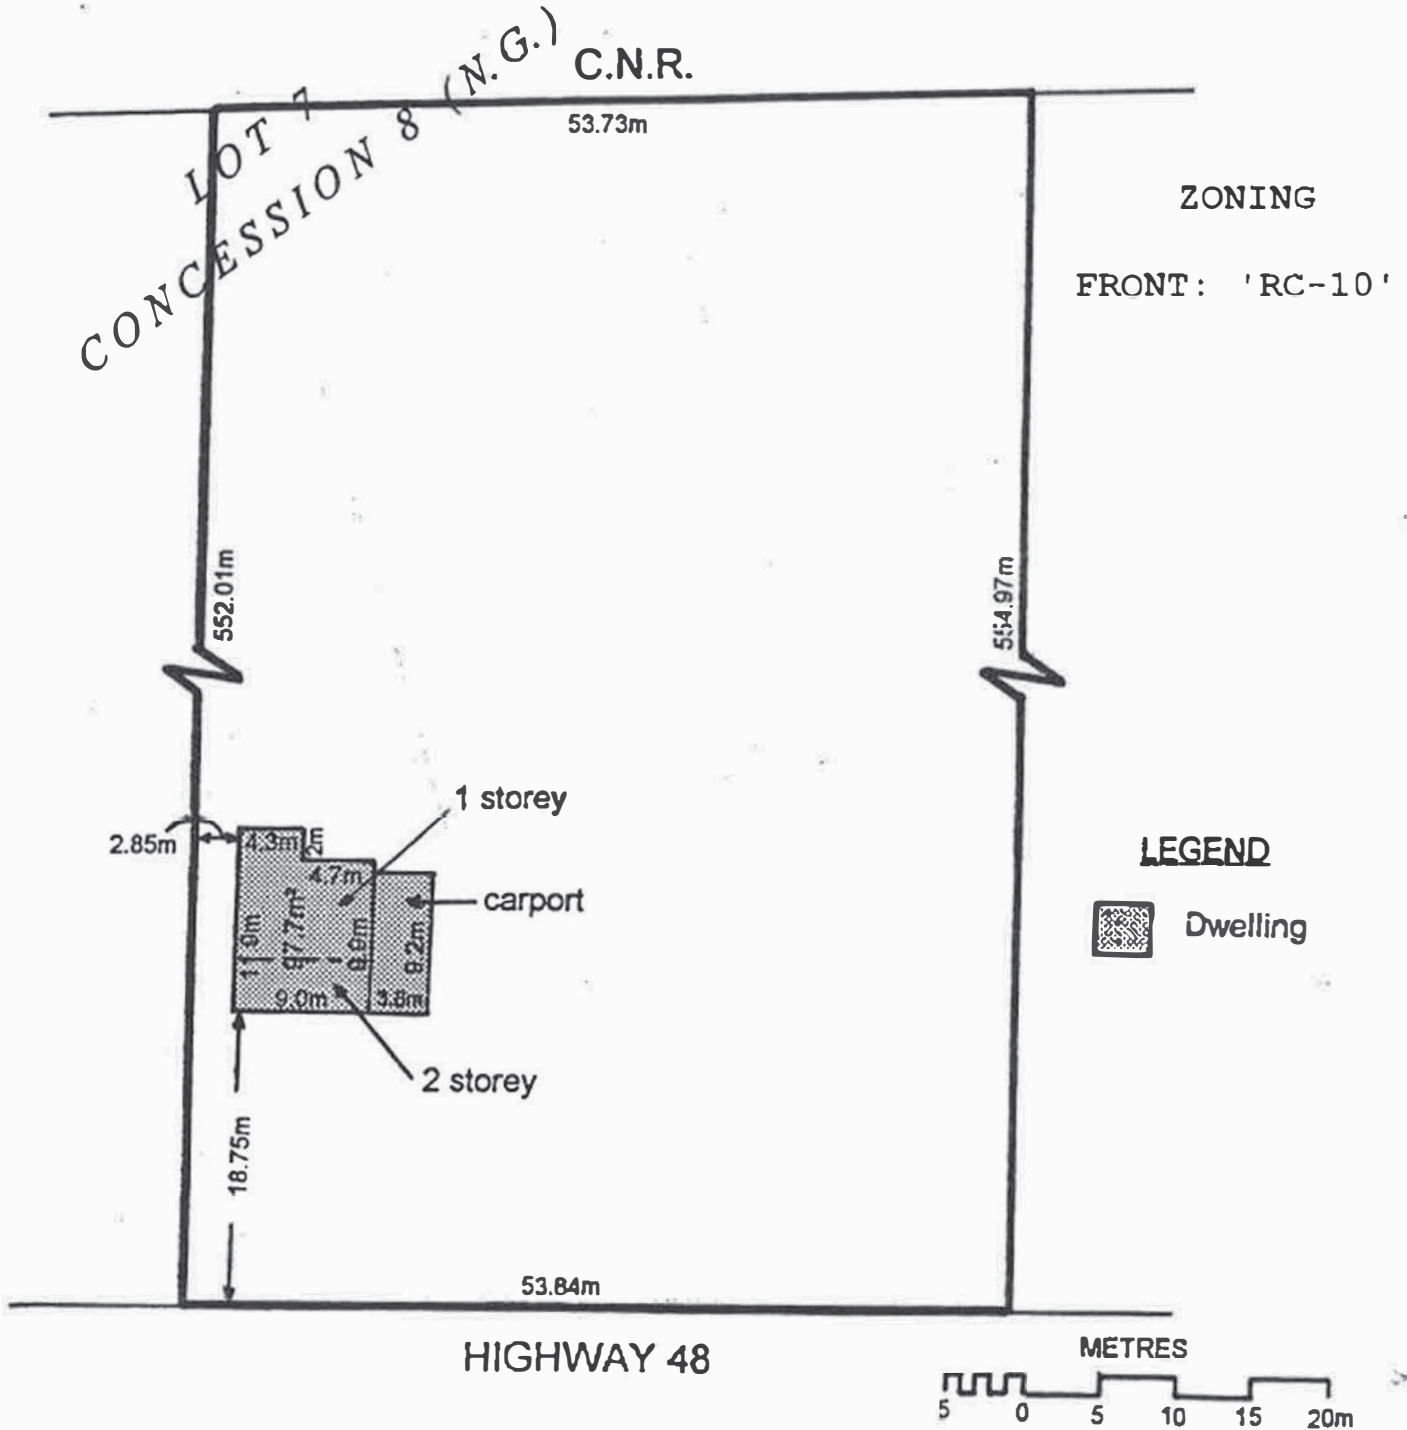 C.N.R.
53.73m
LOT 7
CONCESSION 8 (N.G.)
ZONING
FRONT: 'RC-10'
552.01m
554.97m
1 storey
2.85m
4.3m
2m
4.7m
carport
11.9m
97.7m²
9.9m
9.2m
9.0m
3.8m
2 storey
LEGEND
Dwelling
18.75m
53.84m
HIGHWAY 48
METRES
5 0 5 10 15 20m